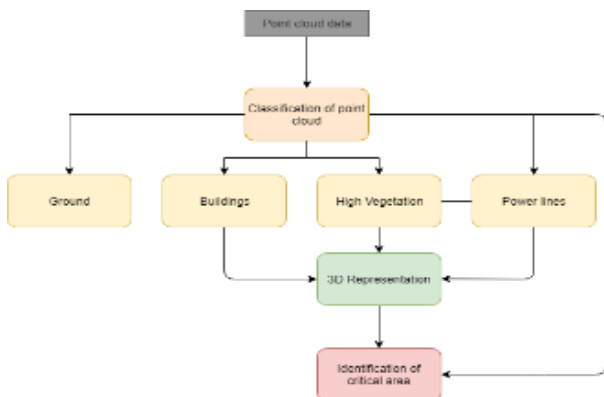 Point cloud data
Classification of point
cloud
Ground
Buildings
High Vegetation
Power lines
3D Representation
Identification of
critical area